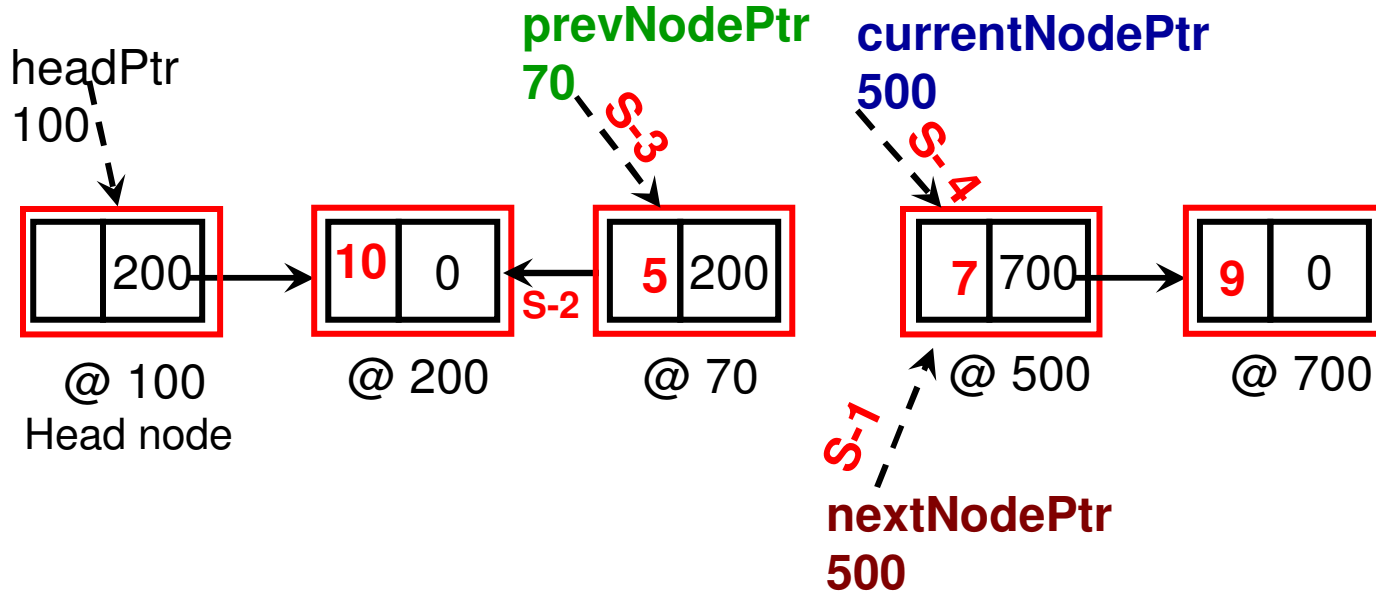 headPtr
100
prevNodePtr
70
currentNodePtr
500
S-3
S- 4
200
10
0
S-2
5
200
7
700
9
0
@ 100
Head node
@ 200
@ 70
@ 500
@ 700
S-1
nextNodePtr
500